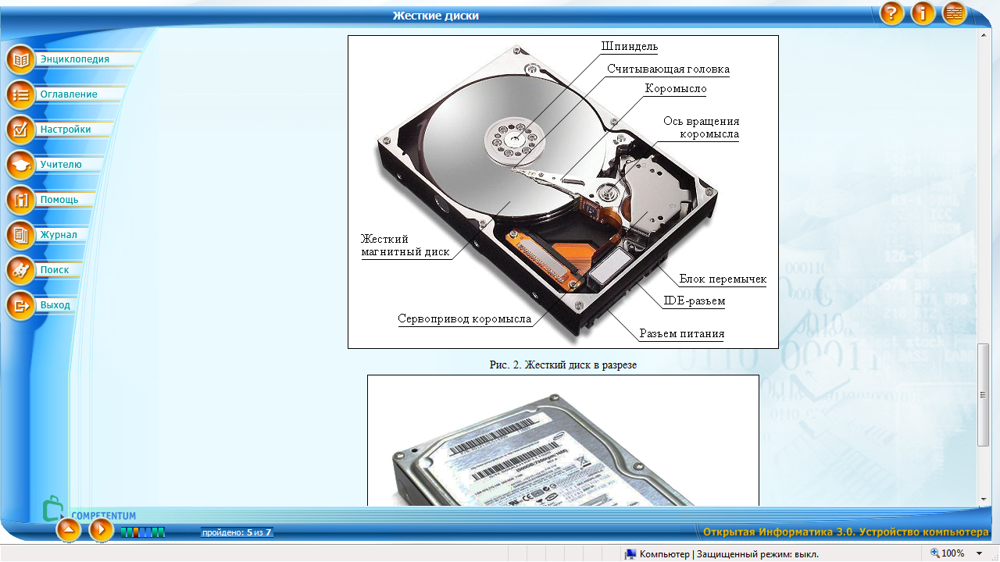 Жесткие диски
Энциклопедия
Оглавление
Настройки
Учителю
Помощь
Журнал
Поиск
Выход
Шпиндель
Считывающая головка
Коромысло
Ось вращения
коромысла
Жесткий
магнитный диск
Блок перемычек
IDE-разъем
Сервопривод коромысла
Разъем питания
Рис. 2. Жесткий диск в разрезе
COMPETENTUM
пройдено: 5 из 7
Открытая Информатика 3.0. Устройство компьютера
Компьютер | Защищенный режим: выкл.
100%